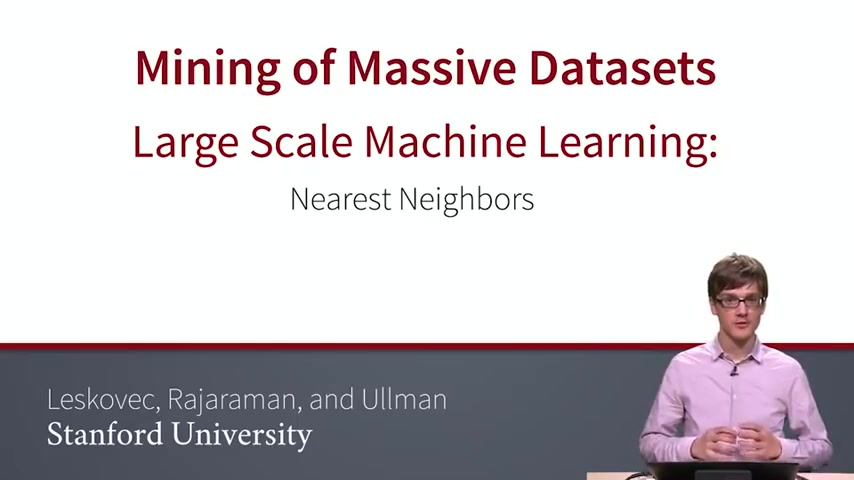 Mining of Massive Datasets
Large Scale Machine Learning:
Nearest Neighbors
Leskovec, Rajaraman, and Ullman
Stanford University